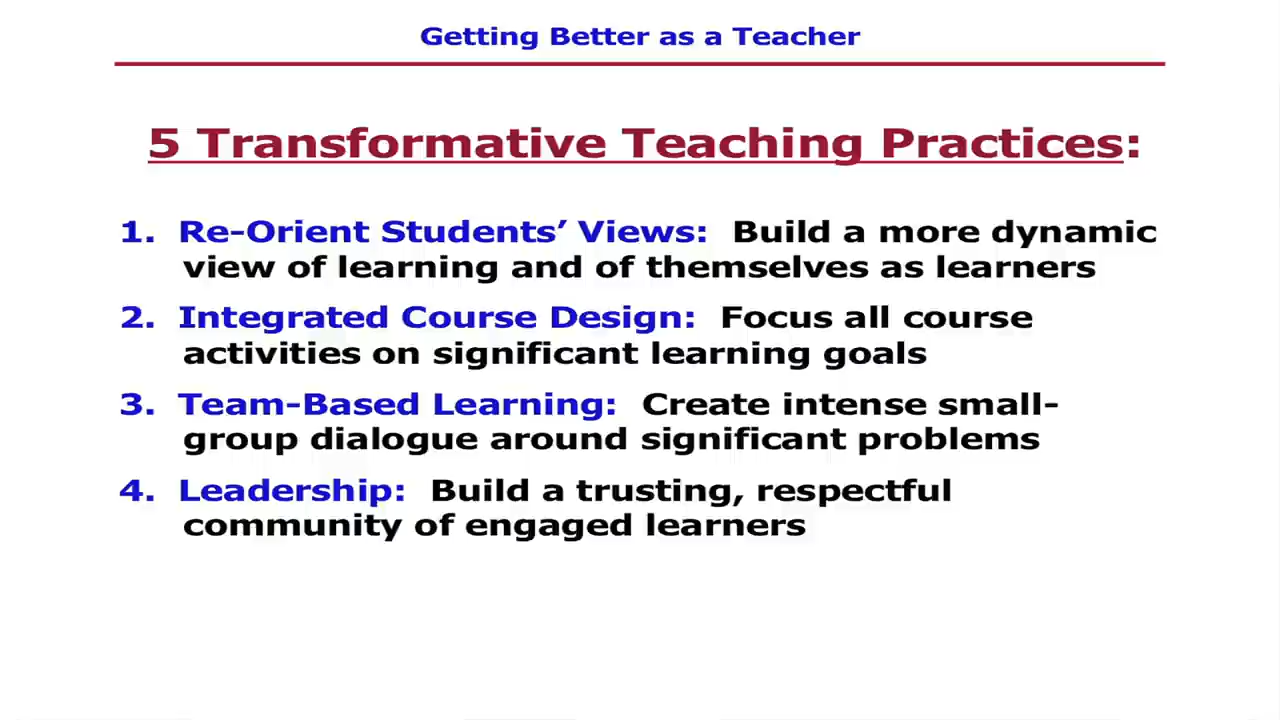 Getting Better as a Teacher
5 Transformative Teaching Practices:
1. Re-Orient Students’ Views: Build a more dynamic
view of learning and of themselves as learners
2. Integrated Course Design: Focus all course
activities on significant learning goals
3. Team-Based Learning: Create intense small-
group dialogue around significant problems
4. Leadership: Build a trusting, respectful
community of engaged learners